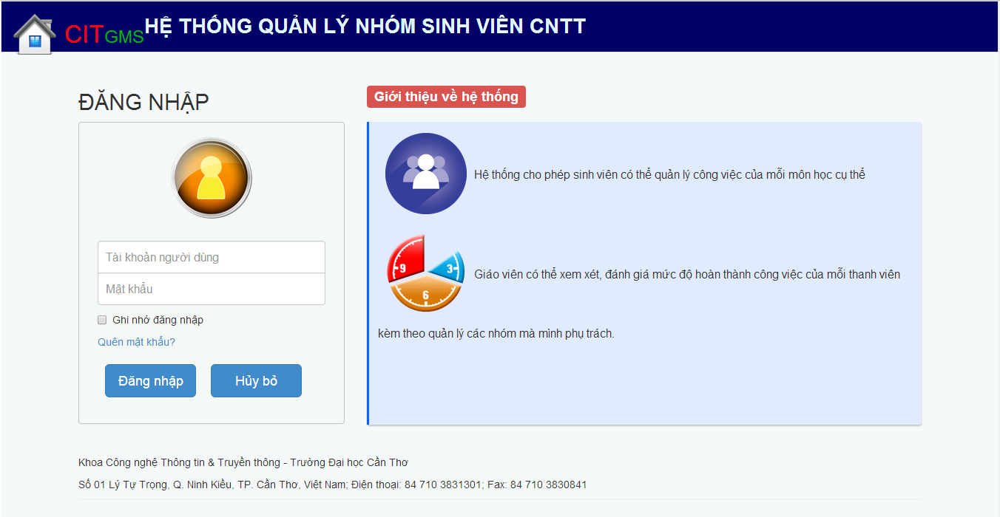 CITGMS HỆ THỐNG QUẢN LÝ NHÓM SINH VIÊN CNTT
ĐĂNG NHẬP
Tài khoản người dùng
Mật khẩu
Ghi nhớ đăng nhập
Quên mật khẩu?
Đăng nhập
Hủy bỏ
Giới thiệu về hệ thống
Hệ thống cho phép sinh viên có thể quản lý công việc của mỗi môn học cụ thể
9 3 6
Giáo viên có thể xem xét, đánh giá mức độ hoàn thành công việc của mỗi thanh viên
kèm theo quản lý các nhóm mà mình phụ trách.
Khoa Công nghệ Thông tin & Truyền thông - Trường Đại học Cần Thơ
Số 01 Lý Tự Trọng, Q. Ninh Kiều, TP. Cần Thơ, Việt Nam; Điện thoại: 84 710 3831301; Fax: 84 710 3830841